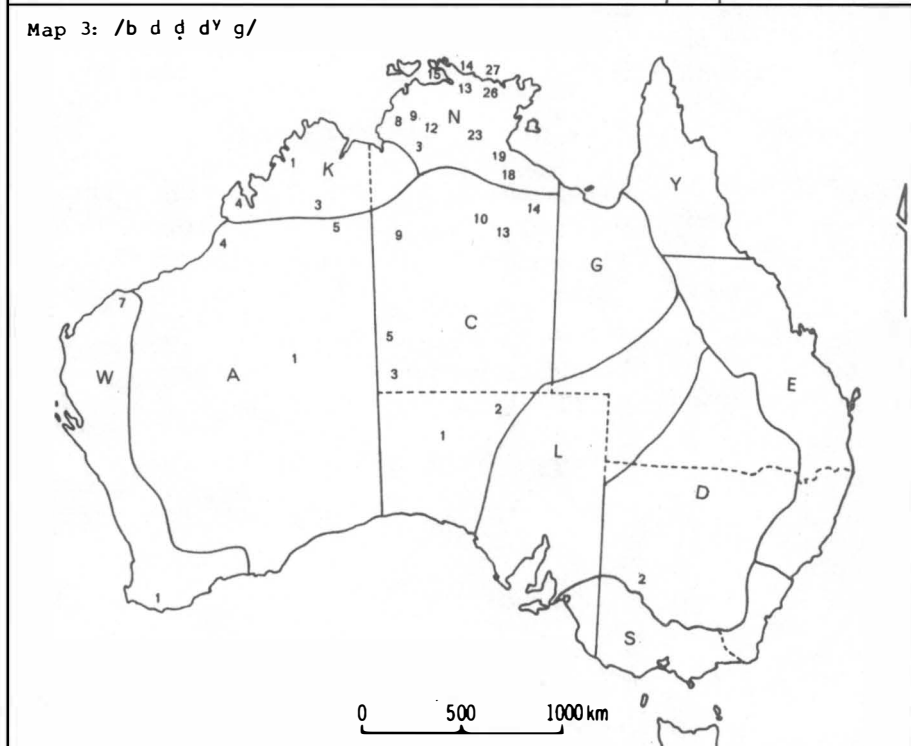 Map 3: /b d ḍ dʸ g/
14 27
15 13 26
N
8 9 12 23
3 19
18
1 K
4 3
Y
14
10
5 9 13
4
G
7
5 C
W A 1 3
E
2
1 L
D
2
1
S
0 500 1000 km